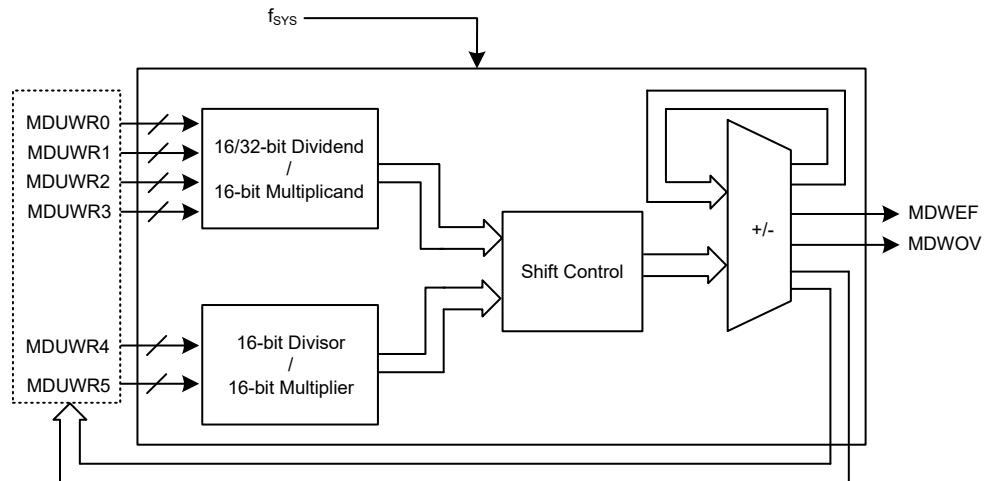 fSYS
MDUWR0
MDUWR1
MDUWR2
MDUWR3
MDUWR4
MDUWR5
16/32-bit Dividend
/
16-bit Multiplicand
16-bit Divisor
/
16-bit Multiplier
Shift Control
+/-
MDWEF
MDWOV